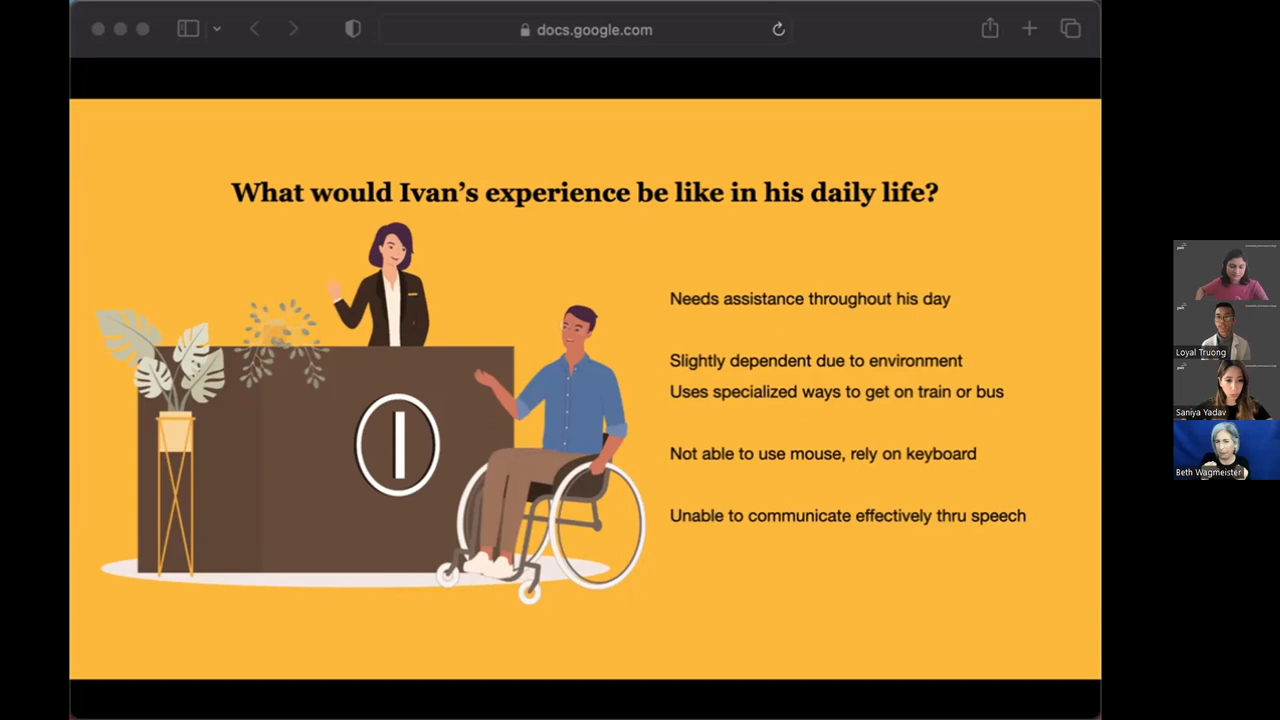 docs.google.com
What would Ivan's experience be like in his daily life?
Needs assistance throughout his day
Slightly dependent due to environment
Uses specialized ways to get on train or bus
Not able to use mouse, rely on keyboard
Unable to communicate effectively thru speech
Loyal Truong
Saniya Yadav
Beth Wagmeister